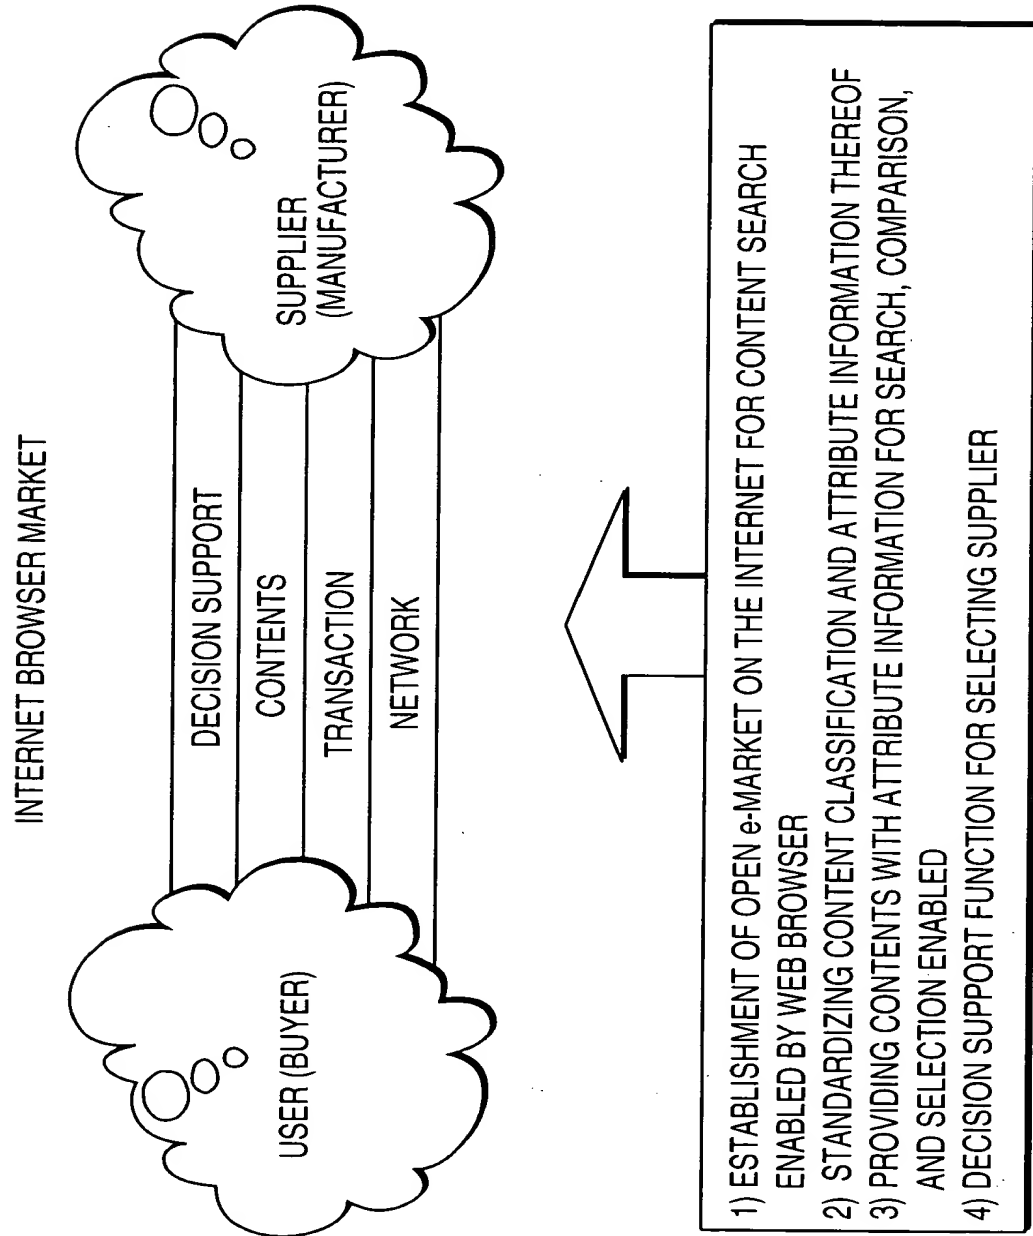 INTERNET BROWSER MARKET
USER (BUYER)
DECISION SUPPORT
CONTENTS
TRANSACTION
NETWORK
SUPPLIER
(MANUFACTURER)
1) ESTABLISHMENT OF OPEN e-MARKET ON THE INTERNET FOR CONTENT SEARCH
ENABLED BY WEB BROWSER
2) STANDARDIZING CONTENT CLASSIFICATION AND ATTRIBUTE INFORMATION THEREOF
3) PROVIDING CONTENTS WITH ATTRIBUTE INFORMATION FOR SEARCH, COMPARISON,
AND SELECTION ENABLED
4) DECISION SUPPORT FUNCTION FOR SELECTING SUPPLIER